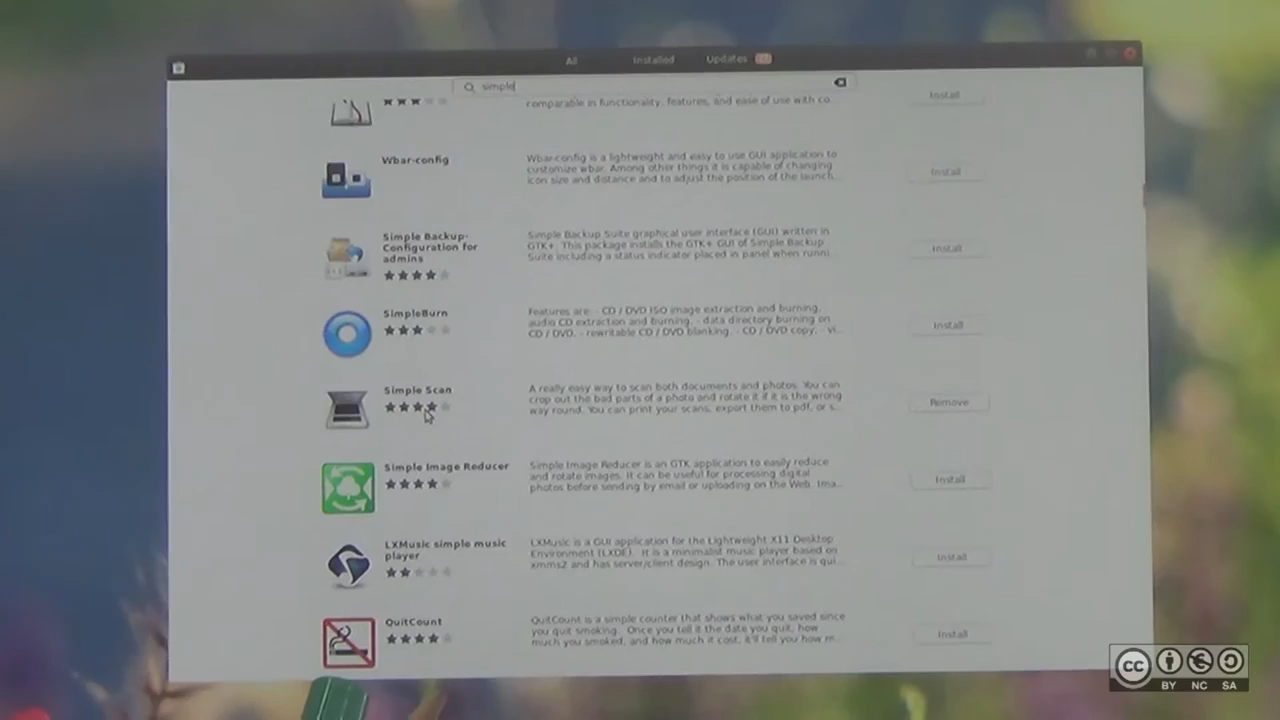 All
Installed
Updates
simple
comparable in functionality, features, and ease of use with co...
Install
Wbar-config
Wbar-config is a lightweight and easy to use GUI application to
customize wbar. Among other things it is capable of changing
icon size and distance and to adjust the position of the launch...
Install
Simple Backup-
Configuration for
admins
Simple Backup Suite graphical user interface (GUI) written in
GTK+. This package installs the GTK+ GUI of Simple Backup
Suite including a status indicator placed in panel when runni...
Install
SimpleBurn
Features are: - CD / DVD ISO image extraction and burning,
audio CD extraction and burning, - data directory burning on
CD / DVD, - rewritable CD / DVD blanking, - CD / DVD copy, - vi...
Install
Simple Scan
A really easy way to scan both documents and photos. You can
crop out the bad parts of a photo and rotate it if it is the wrong
way round. You can print your scans, export them to pdf, or s...
Remove
Simple Image Reducer
Simple Image Reducer is an GTK application to easily reduce
and rotate images. It can be useful for processing digital
photos before sending by email or uploading on the Web. Ima...
Install
LXMusic simple music
player
LXMusic is a GUI application for the Lightweight X11 Desktop
Environment (LXDE). It is a minimalist music player based on
xmms2 and has server/client design. The user interface is qui...
Install
QuitCount
QuitCount is a simple counter that shows what you saved since
you quit smoking. Once you tell it the date you quit, how
much you smoked, and how much it cost, it'll tell you how m...
Install
cc
BY NC SA